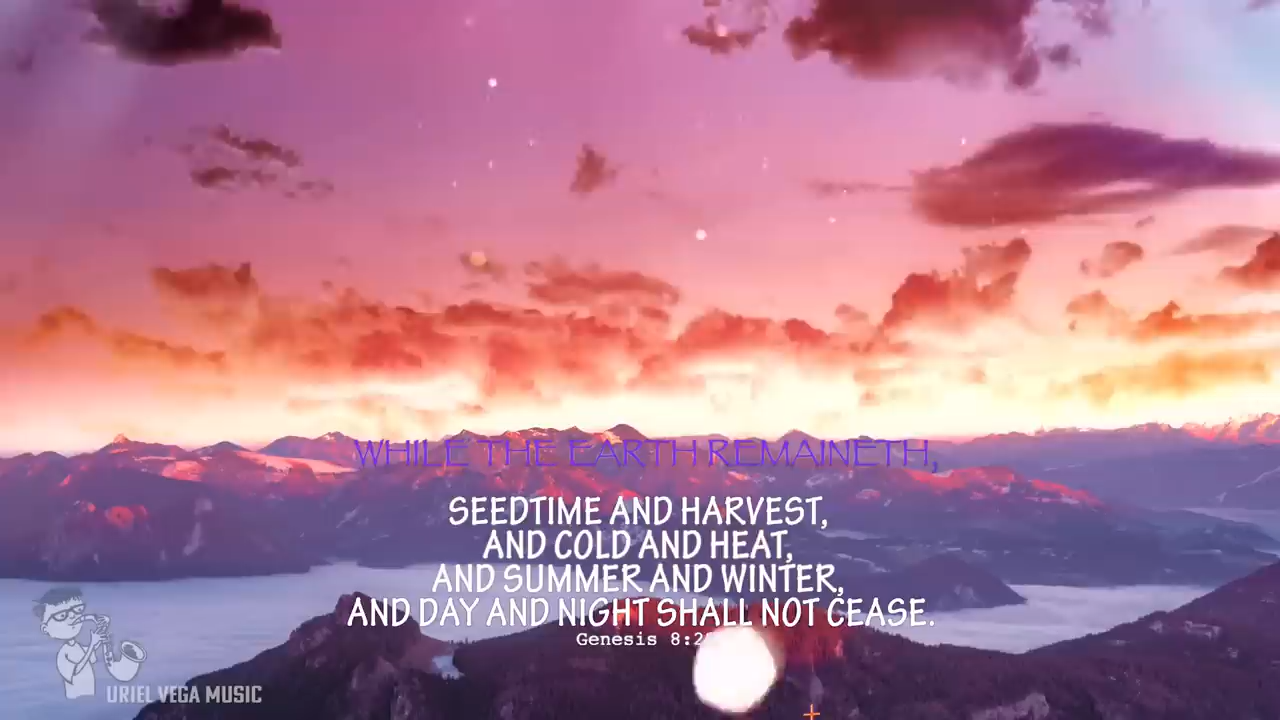 WHILE THE EARTH REMAINETH,
SEEDTIME AND HARVEST,
AND COLD AND HEAT,
AND SUMMER AND WINTER,
AND DAY AND NIGHT SHALL NOT CEASE.
Genesis
URIEL VEGA MUSIC